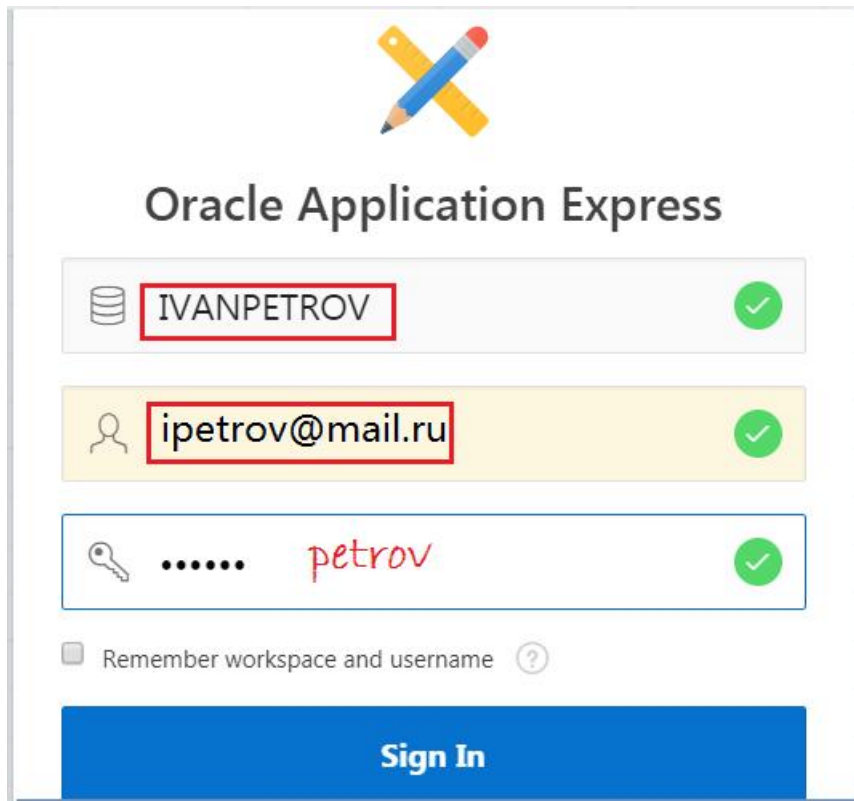 Oracle Application Express
IVANPETROV
ipetrov@mail.ru
•••••• petrov
Remember workspace and username ?
Sign In